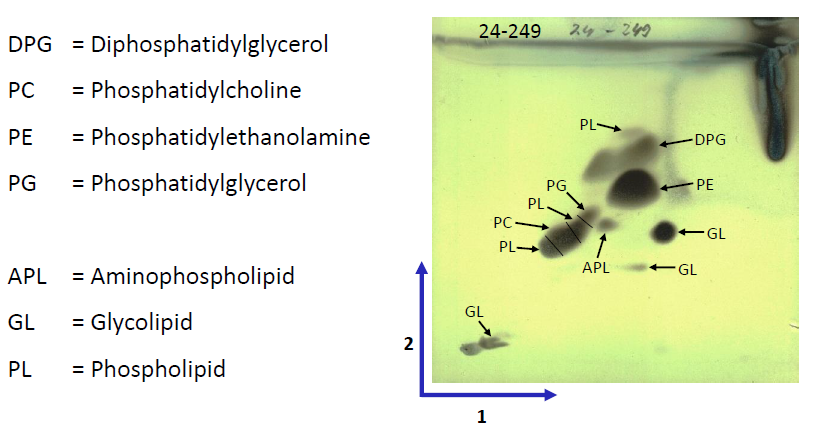 DPG = Diphosphatidylglycerol
PC = Phosphatidylcholine
PE = Phosphatidylethanolamine
PG = Phosphatidylglycerol
APL = Aminophospholipid
GL = Glycolipid
PL = Phospholipid
24-249 24-249
PL
DPG
PE
PG
PL
PC
PL
GL
APL
GL
GL
2
1